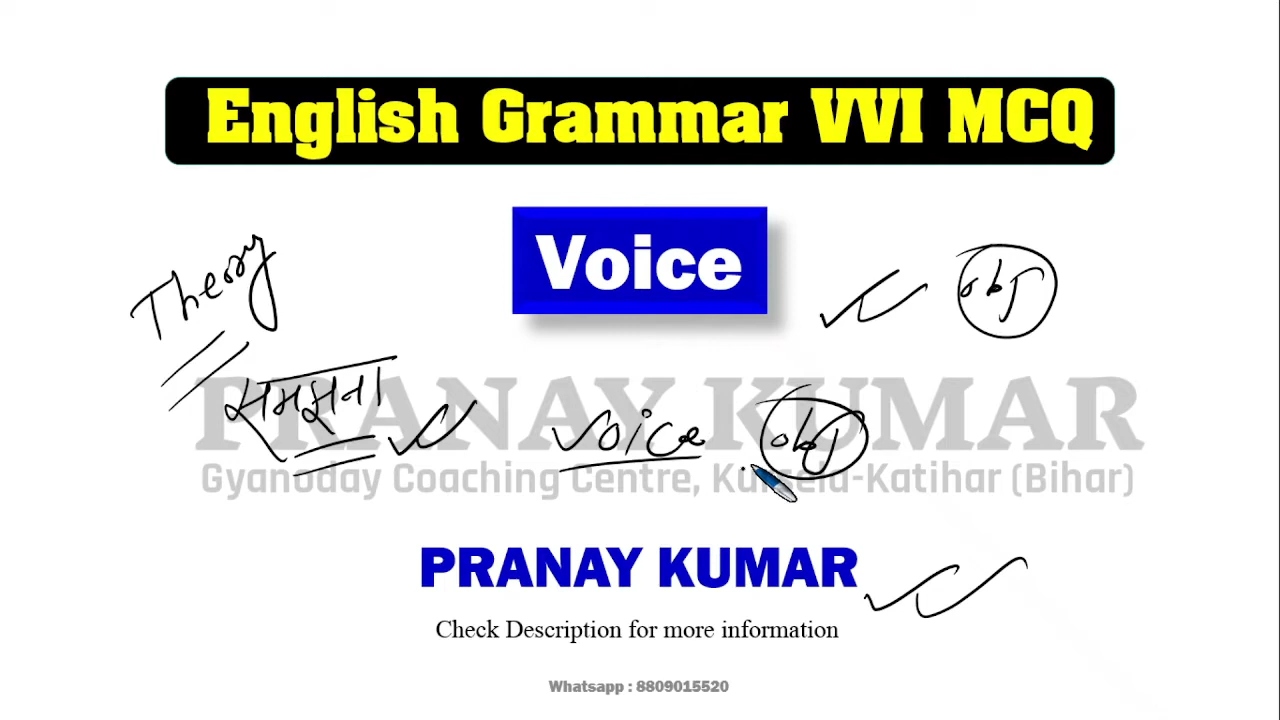 English Grammar VVI MCQ
Voice
Theory
obj
समझना
voice obj
PRANAY KUMAR
Gyanoday Coaching Centre, Kursela-Katihar (Bihar)
PRANAY KUMAR
Check Description for more information
Whatsapp : 8809015520